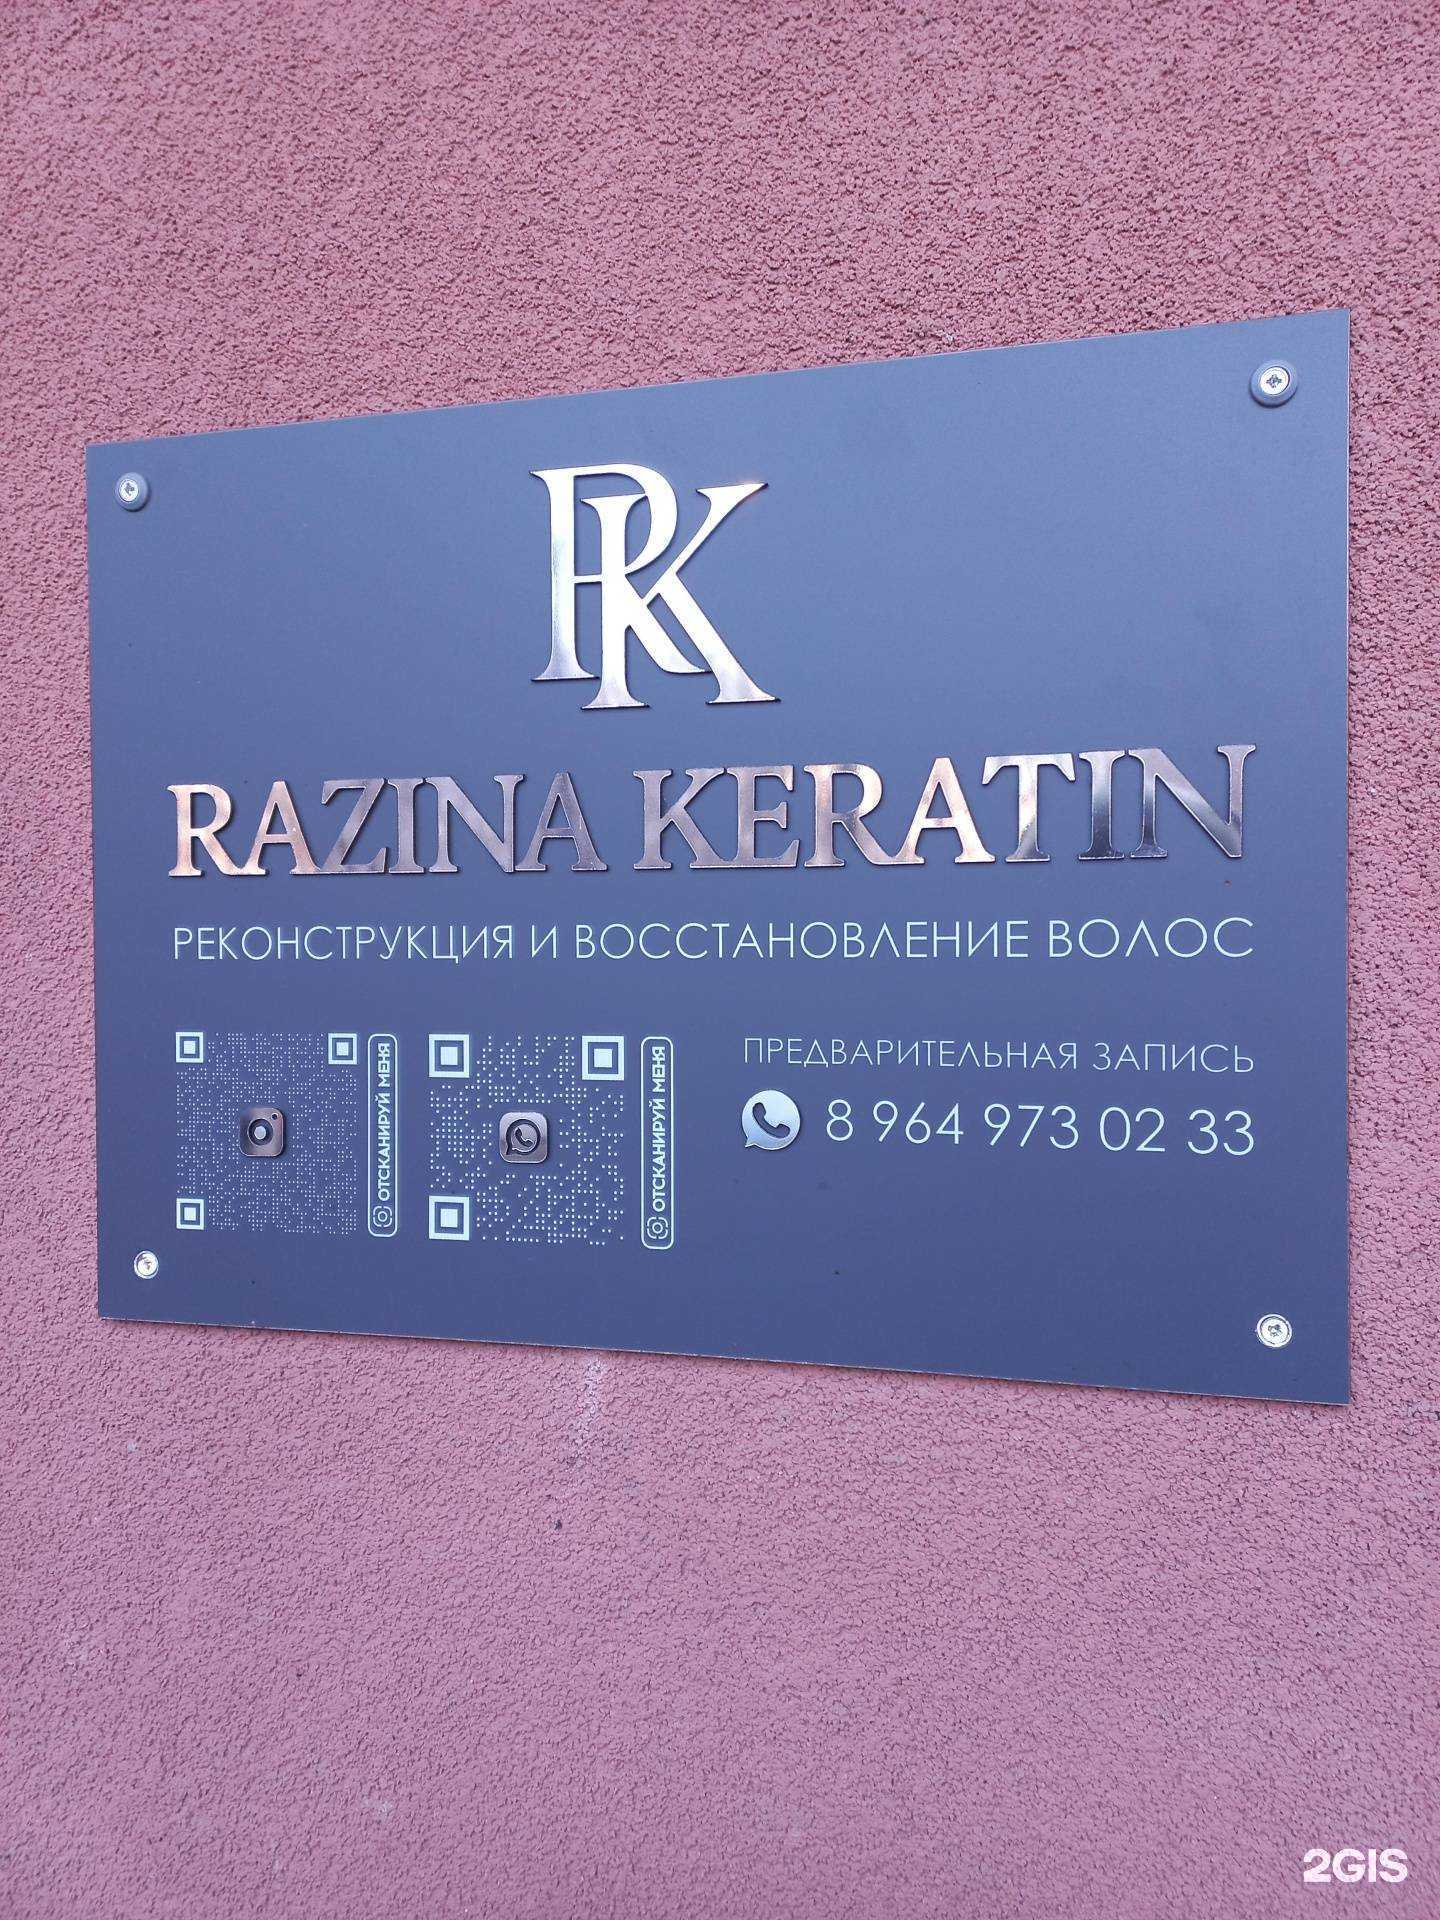 RK
RAZINA KERATIN
РЕКОНСТРУКЦИЯ И ВОССТАНОВЛЕНИЕ ВОЛОС
ОТСКАНИРУЙ МЕНЯ
ОТСКАНИРУЙ МЕНЯ
ПРЕДВАРИТЕЛЬНАЯ ЗАПИСЬ
8 964 973 02 33
2GIS